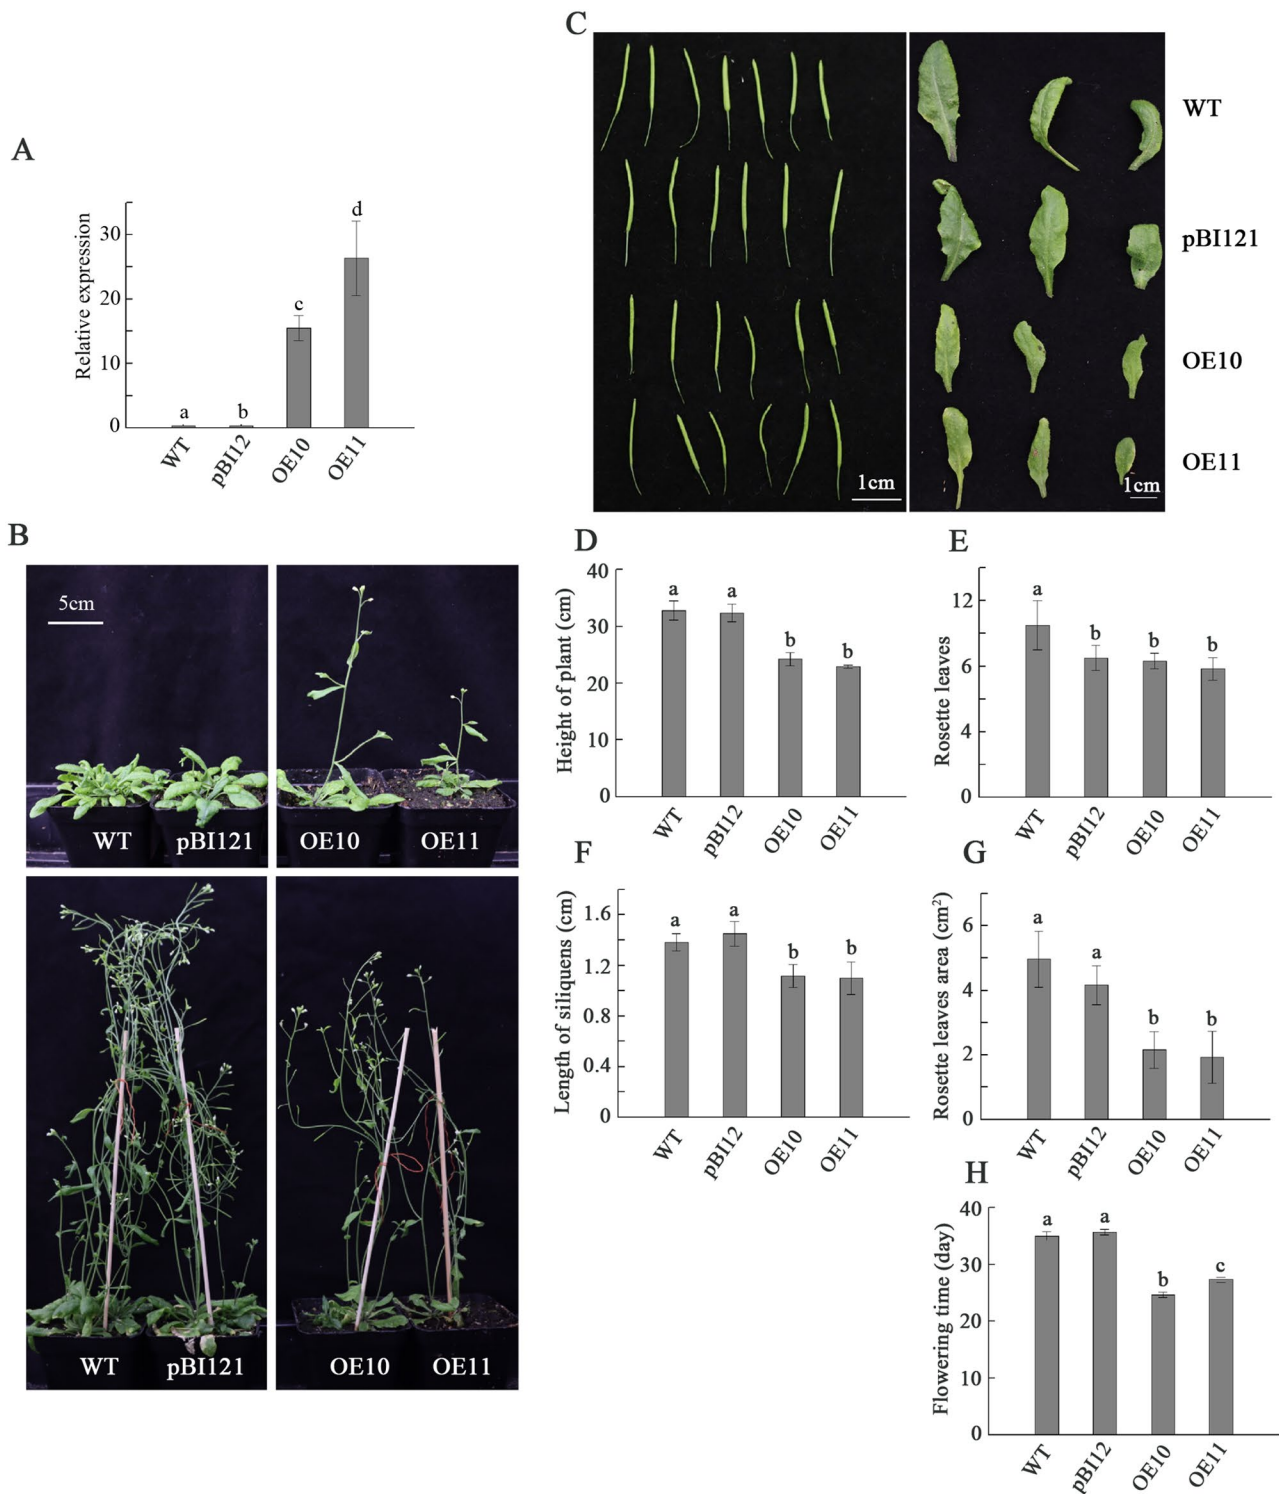 C
WT
pBI121
OE10
OE11
1cm
1cm
A
Relative expression
30
20
10
0
a
b
c
d
WT
pBI12
OE10
OE11
B
5cm
WT
pBI121
OE10
OE11
WT
pBI121
OE10
OE11
D
Height of plant (cm)
40
30
20
10
0
a
a
b
b
WT
pBI12
OE10
OE11
E
Rosette leaves
12
6
4
0
a
b
b
b
WT
pBI12
OE10
OE11
F
Length of siliquens (cm)
1.6
1.2
0.8
0.4
0
a
a
b
b
WT
pBI12
OE10
OE11
G
Rosette leaves area (cm²)
6
4
2
0
a
a
b
b
WT
pBI12
OE10
OE11
H
Flowering time (day)
40
30
20
10
0
a
a
b
c
WT
pBI12
OE10
OE11